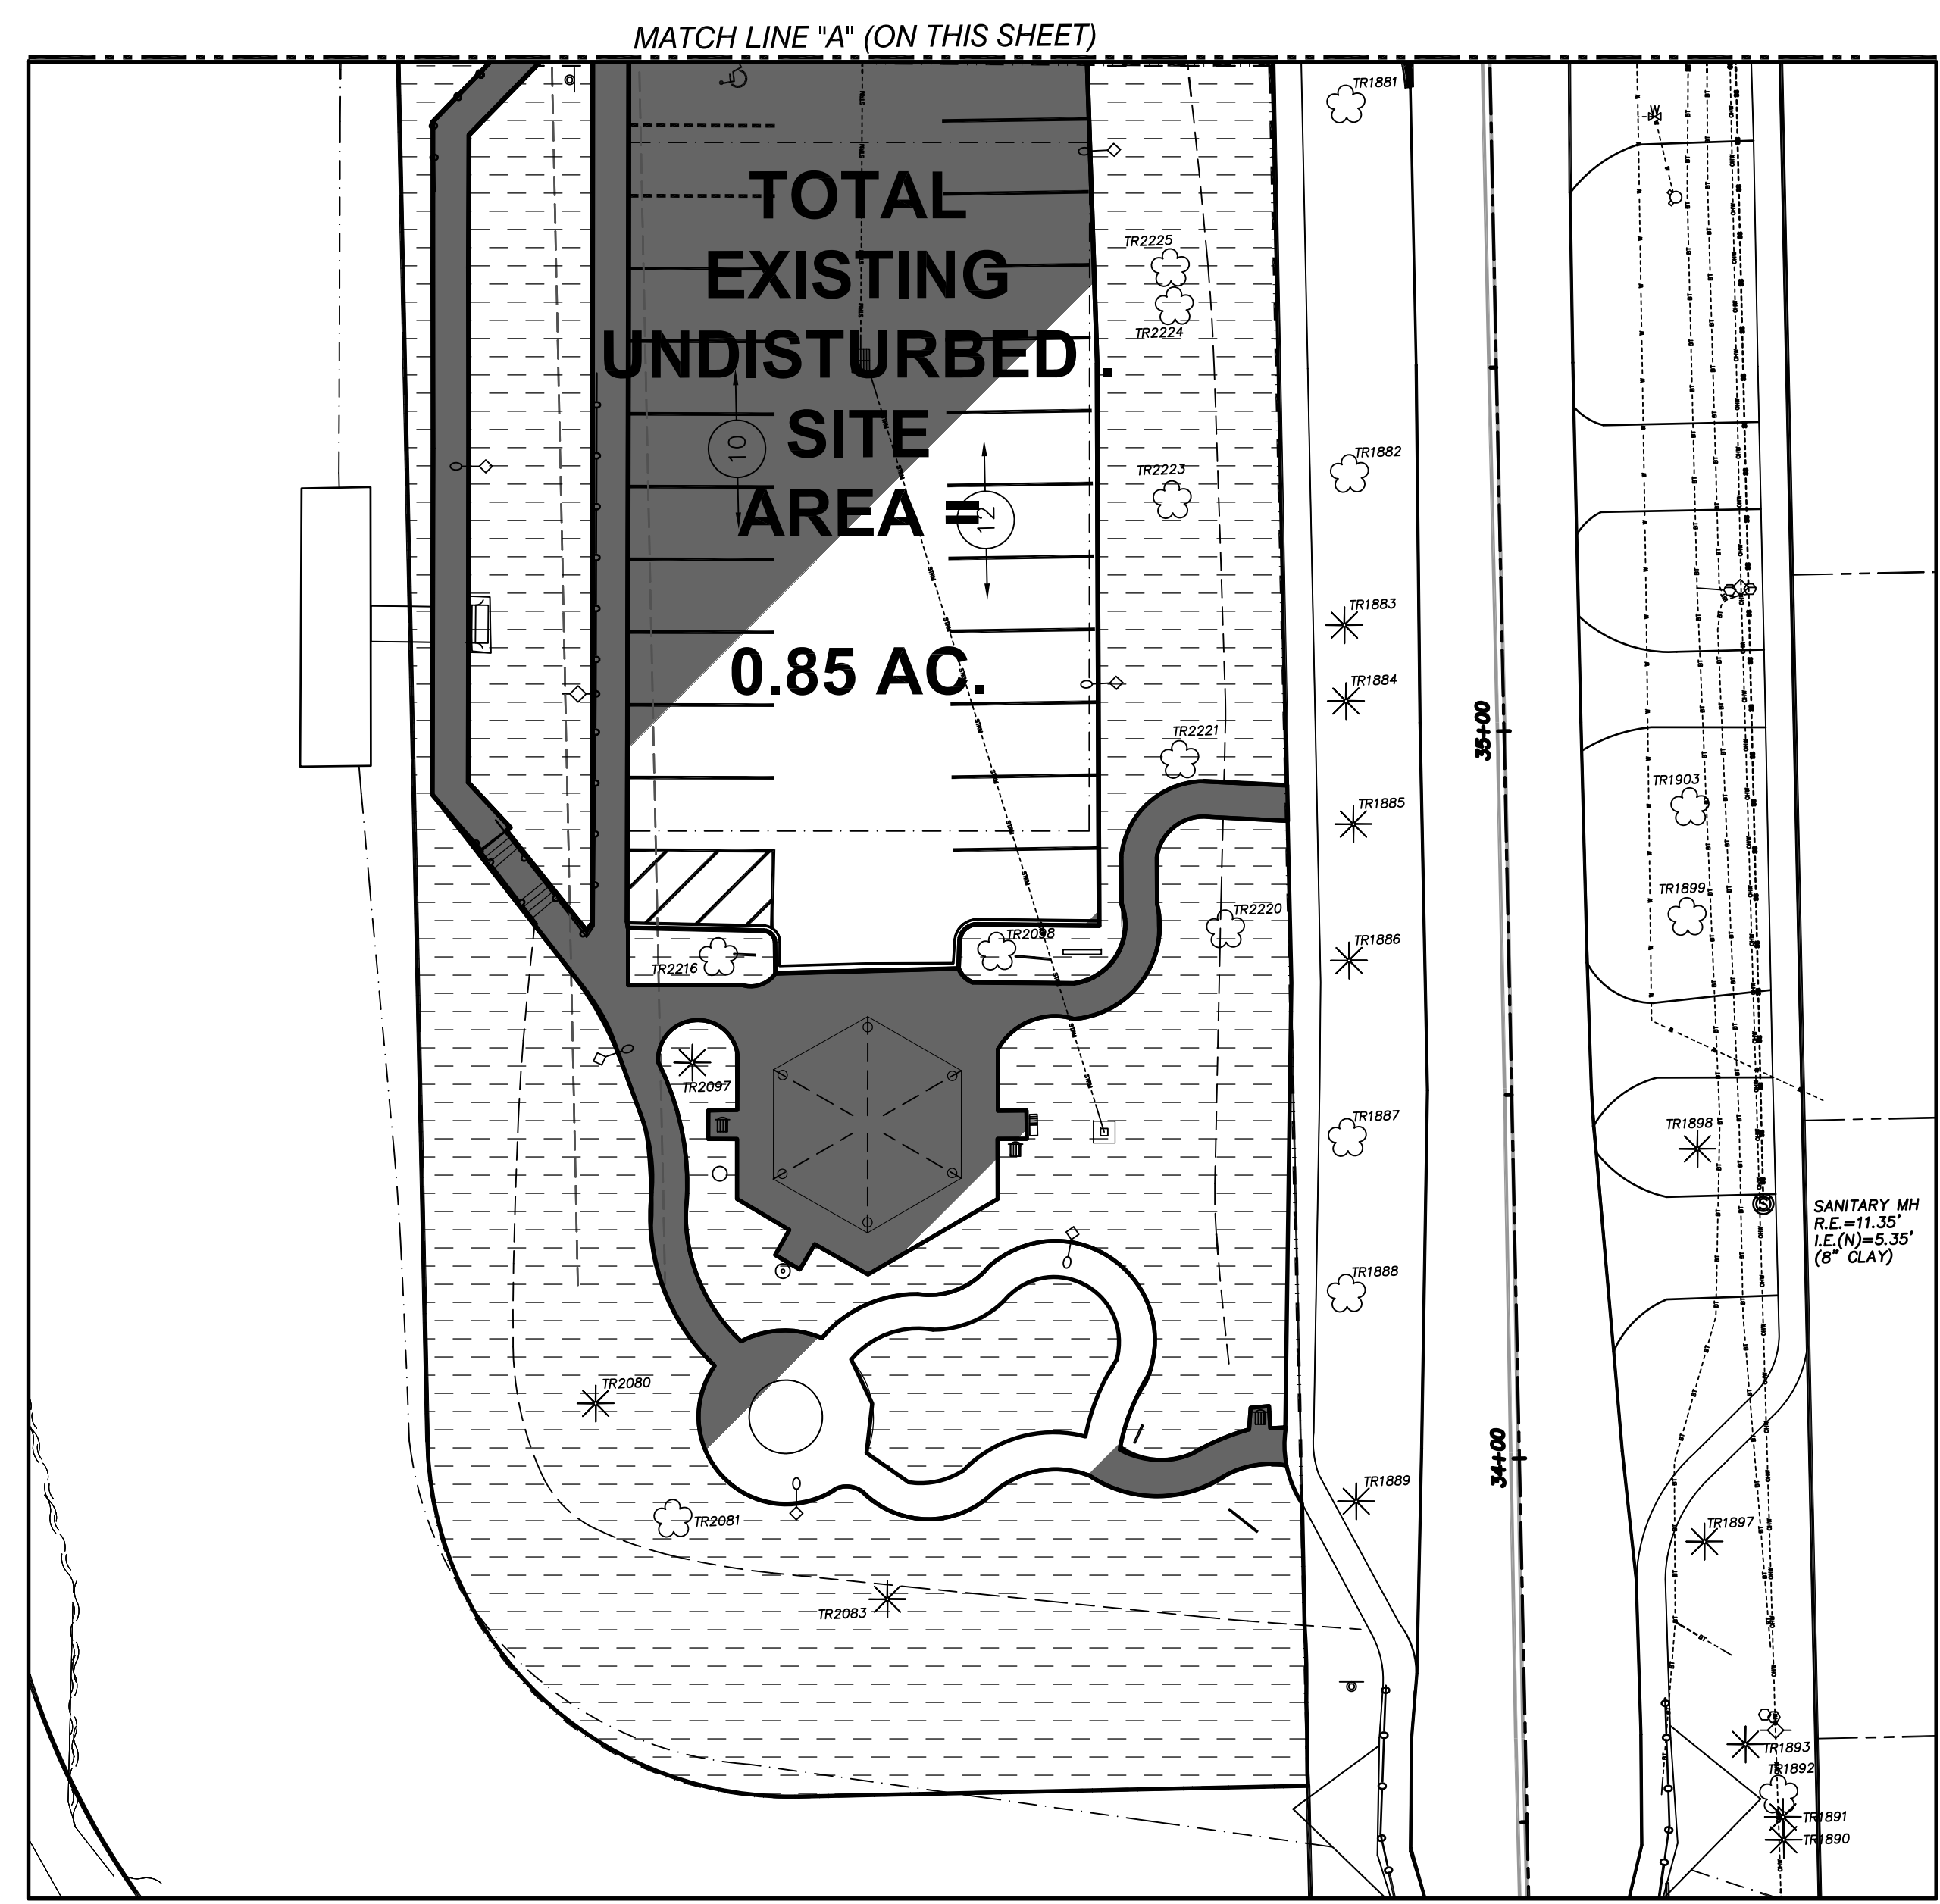 MATCH LINE "A" (ON THIS SHEET)
TOTAL
EXISTING
UNDISTURBED .
SITE
AREA =
0.85 AC.
10
12
TR1881
TR2225
TR2224
TR1882
TR2223
TR1883
TR1884
TR2221
TR1885
TR2220
TR1886
TR2098
TR2216
TR2097
TR1887
TR1888
TR2080
TR1889
TR2081
TR2083
35+00
34+00
W
TR1903
TR1899
TR1898
S
SANITARY MH
R.E.=11.35'
I.E.(N)=5.35'
(8" CLAY)
TR1897
TR1893
TR1892
TR1891
TR1890